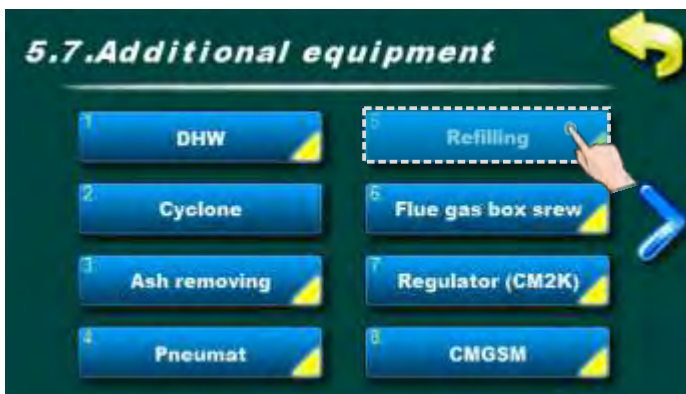 5.7.Additional equipment
1. DHW
2. Cyclone
3. Ash removing
4. Pneumat
5. Refilling
6. Flue gas box srew
7. Regulator (CM2K)
8. CMGSM